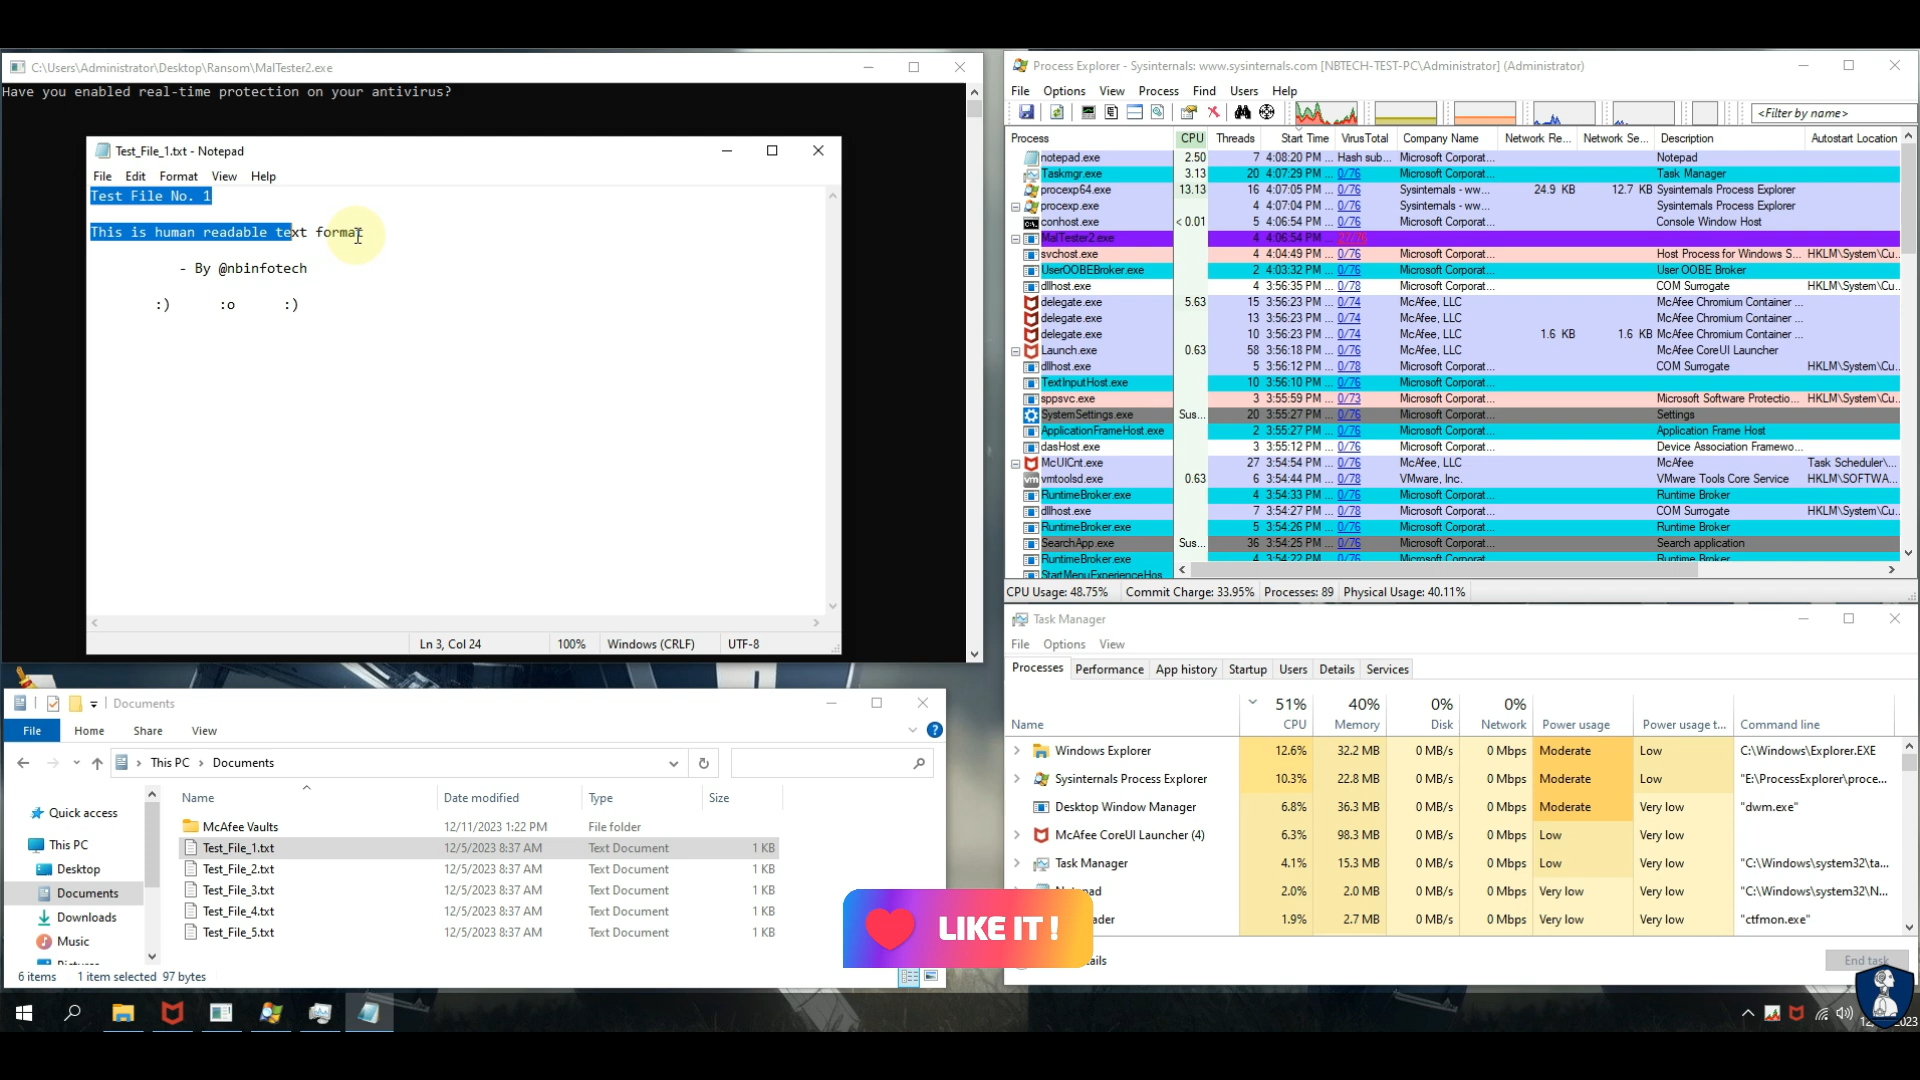 C:\Users\Administrator\Desktop\Ransom\MalTester2.exe
Have you enabled real-time protection on your antivirus?
Test_File_1.txt - Notepad
File Edit Format View Help
Test File No. 1
This is human readable text format
- By @nbinfotech
:) :o :)
Ln 3, Col 24 100% Windows (CRLF) UTF-8
Documents
File Home Share View
This PC > Documents
Quick access
This PC
Desktop
Documents
Downloads
Music
Name Date modified Type Size
McAfee Vaults 12/11/2023 1:22 PM File folder
Test_File_1.txt 12/5/2023 8:37 AM Text Document 1 KB
Test_File_2.txt 12/5/2023 8:37 AM Text Document 1 KB
Test_File_3.txt 12/5/2023 8:37 AM Text Document 1 KB
Test_File_4.txt 12/5/2023 8:37 AM Text Document 1 KB
Test_File_5.txt 12/5/2023 8:37 AM Text Document 1 KB
6 items 1 item selected 97 bytes
Process Explorer - Sysinternals: www.sysinternals.com [NBTECH-TEST-PC\Administrator] (Administrator)
File Options View Process Find Users Help
<Filter by name>
Process CPU Threads Start Time VirusTotal Company Name Network Re... Network Se... Description Autostart Location
notepad.exe 2.50 7 4:08:20 PM ... Hash sub... Microsoft Corporat... Notepad
Taskmgr.exe 3.13 20 4:07:29 PM ... 0/76 Microsoft Corporat... Task Manager
procexp64.exe 13.13 16 4:07:05 PM ... 0/76 Sysinternals - ww... 24.9 KB 12.7 KB Sysinternals Process Explorer
procexp.exe 4 4:07:04 PM ... 0/76 Sysinternals - ww... Sysinternals Process Explorer
conhost.exe < 0.01 5 4:06:54 PM ... 0/76 Microsoft Corporat... Console Window Host
MalTester2.exe 4 4:06:54 PM ...
svchost.exe 4 4:04:49 PM ... 0/76 Microsoft Corporat... Host Process for Windows S... HKLM\System\Cu...
UserOOBEBroker.exe 2 4:03:32 PM ... 0/76 Microsoft Corporat... User OOBE Broker
dllhost.exe 4 3:56:35 PM ... 0/78 Microsoft Corporat... COM Surrogate HKLM\System\Cu...
delegate.exe 5.63 15 3:56:23 PM ... 0/74 McAfee, LLC McAfee Chromium Container ...
delegate.exe 13 3:56:23 PM ... 0/74 McAfee, LLC McAfee Chromium Container ...
delegate.exe 10 3:56:23 PM ... 0/74 McAfee, LLC 1.6 KB 1.6 KB McAfee Chromium Container ...
Launch.exe 0.63 58 3:56:18 PM ... 0/76 McAfee, LLC McAfee CoreUI Launcher
dllhost.exe 5 3:56:12 PM ... 0/78 Microsoft Corporat... COM Surrogate HKLM\System\Cu...
TextInputHost.exe 10 3:56:10 PM ... 0/76 Microsoft Corporat...
sppsvc.exe 3 3:55:59 PM ... 0/73 Microsoft Corporat... Microsoft Software Protectio... HKLM\System\Cu...
SystemSettings.exe Sus... 20 3:55:27 PM ... 0/76 Microsoft Corporat... Settings
ApplicationFrameHost.exe 2 3:55:27 PM ... 0/76 Microsoft Corporat... Application Frame Host
dasHost.exe 3 3:55:12 PM ... 0/76 Microsoft Corporat... Device Association Framewo...
McUICnt.exe 27 3:54:54 PM ... 0/76 McAfee, LLC McAfee Task Scheduler\...
vmtoolsd.exe 0.63 6 3:54:44 PM ... 0/78 VMware, Inc. VMware Tools Core Service HKLM\SOFTWA...
RuntimeBroker.exe 4 3:54:33 PM ... 0/76 Microsoft Corporat... Runtime Broker
dllhost.exe 7 3:54:27 PM ... 0/78 Microsoft Corporat... COM Surrogate HKLM\System\Cu...
RuntimeBroker.exe 5 3:54:26 PM ... 0/76 Microsoft Corporat... Runtime Broker
SearchApp.exe Sus... 36 3:54:25 PM ... 0/76 Microsoft Corporat... Search application
RuntimeBroker.exe 4 3:54:22 PM ... 0/76 Microsoft Corporat... Runtime Broker
StartMenuExperienceHos...
CPU Usage: 48.75% Commit Charge: 33.95% Processes: 89 Physical Usage: 40.11%
Task Manager
File Options View
Processes Performance App history Startup Users Details Services
51% 40% 0% 0%
Name CPU Memory Disk Network Power usage Power usage t... Command line
Windows Explorer 12.6% 32.2 MB 0 MB/s 0 Mbps Moderate Low C:\Windows\Explorer.EXE
Sysinternals Process Explorer 10.3% 22.8 MB 0 MB/s 0 Mbps Moderate Low "E:\ProcessExplorer\proce...
Desktop Window Manager 6.8% 36.3 MB 0 MB/s 0 Mbps Moderate Very low "dwm.exe"
McAfee CoreUI Launcher (4) 6.3% 98.3 MB 0 MB/s 0 Mbps Low Very low
Task Manager 4.1% 15.3 MB 0 MB/s 0 Mbps Low Very low "C:\Windows\system32\ta...
Notepad 2.0% 2.0 MB 0 MB/s 0 Mbps Very low Very low "C:\Windows\system32\N...
ader 1.9% 2.7 MB 0 MB/s 0 Mbps Very low Very low "ctfmon.exe"
ails End task
LIKE IT !